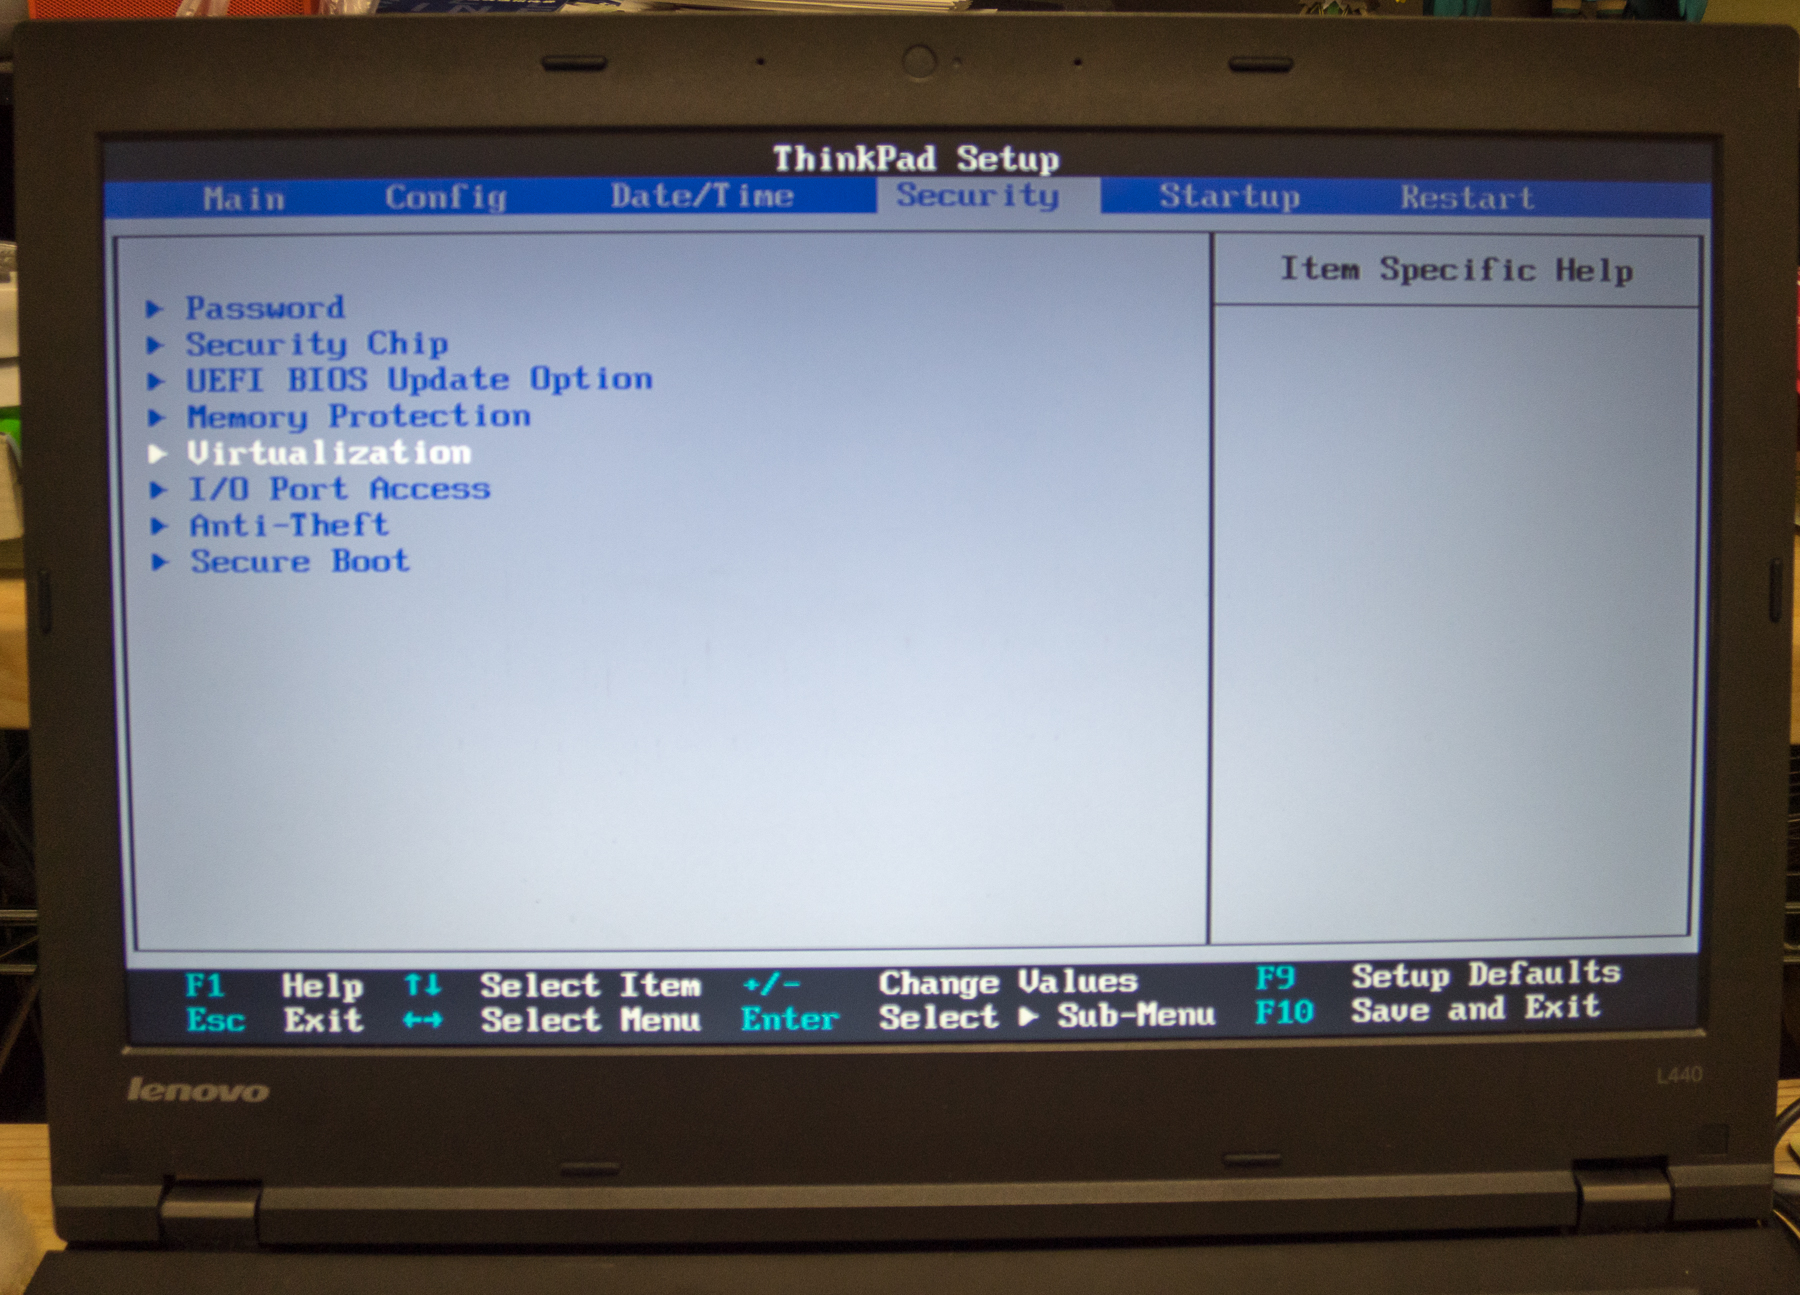 ThinkPad Setup
Main Config Date/Time Security Startup Restart
Item Specific Help
Password
Security Chip
UEFI BIOS Update Option
Memory Protection
Virtualization
I/O Port Access
Anti-Theft
Secure Boot
F1 Help ↑↓ Select Item +/- Change Values F9 Setup Defaults
Esc Exit ←→ Select Menu Enter Select ▶ Sub-Menu F10 Save and Exit
lenovo
L440